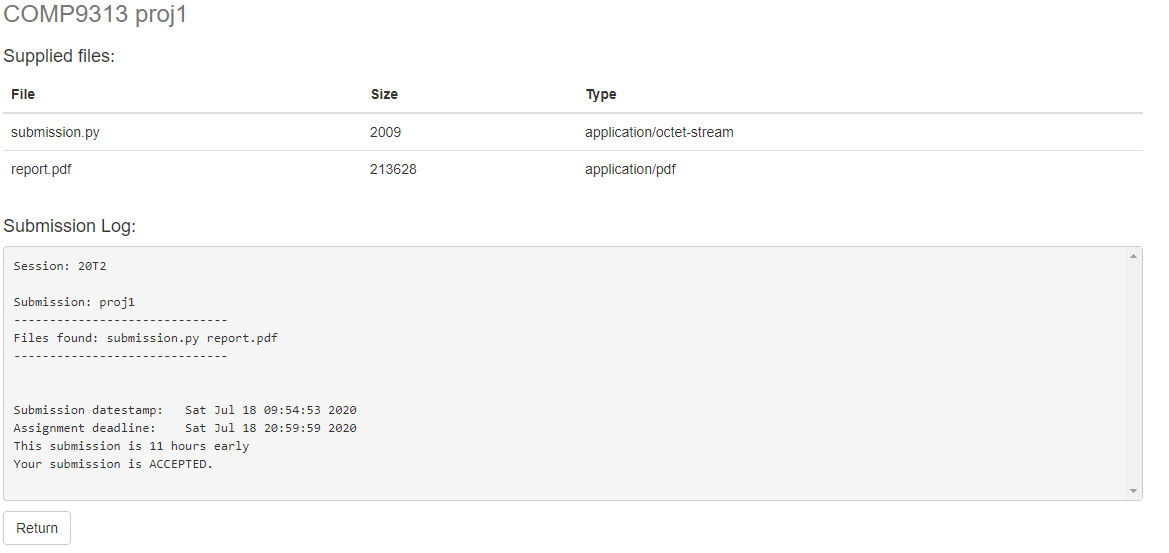 COMP9313 proj1
Supplied files:
File Size Type
submission.py 2009 application/octet-stream
report.pdf 213628 application/pdf
Submission Log:
Session: 20T2
Submission: proj1
------------------------------
Files found: submission.py report.pdf
------------------------------
Submission datestamp:   Sat Jul 18 09:54:53 2020
Assignment deadline:    Sat Jul 18 20:59:59 2020
This submission is 11 hours early
Your submission is ACCEPTED.
Return